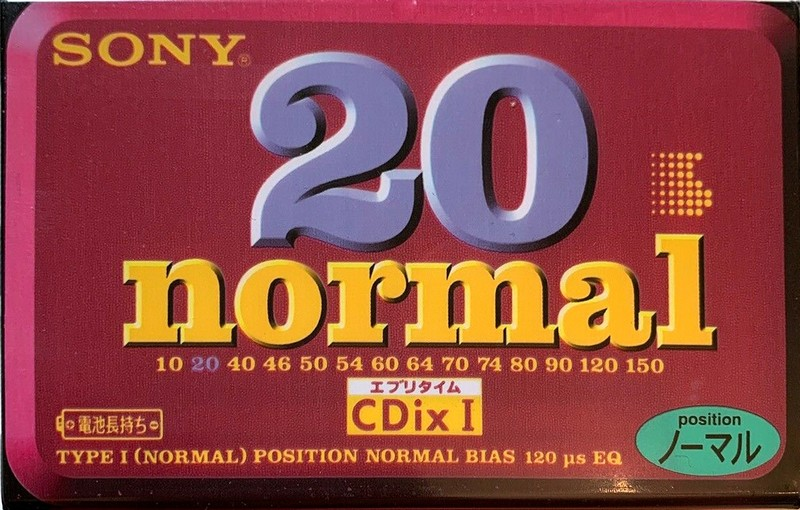 SONY®
20
normal
10 20 40 46 50 54 60 64 70 74 80 90 120 150
エブリタイム
CDix I
電池長持ち
position
ノーマル
TYPE I (NORMAL) POSITION NORMAL BIAS 120 µs EQ